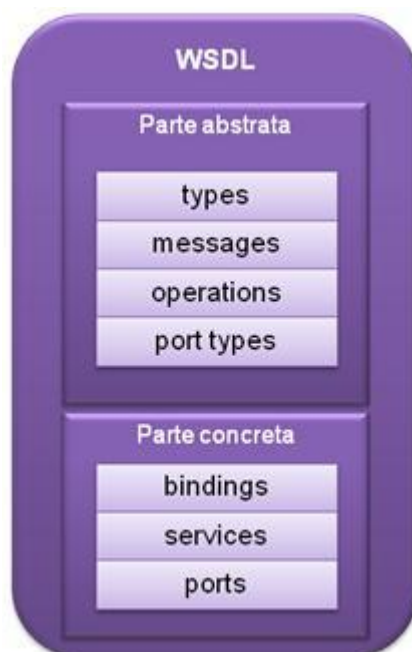 WSDL
Parte abstrata
types
messages
operations
port types
Parte concreta
bindings
services
ports